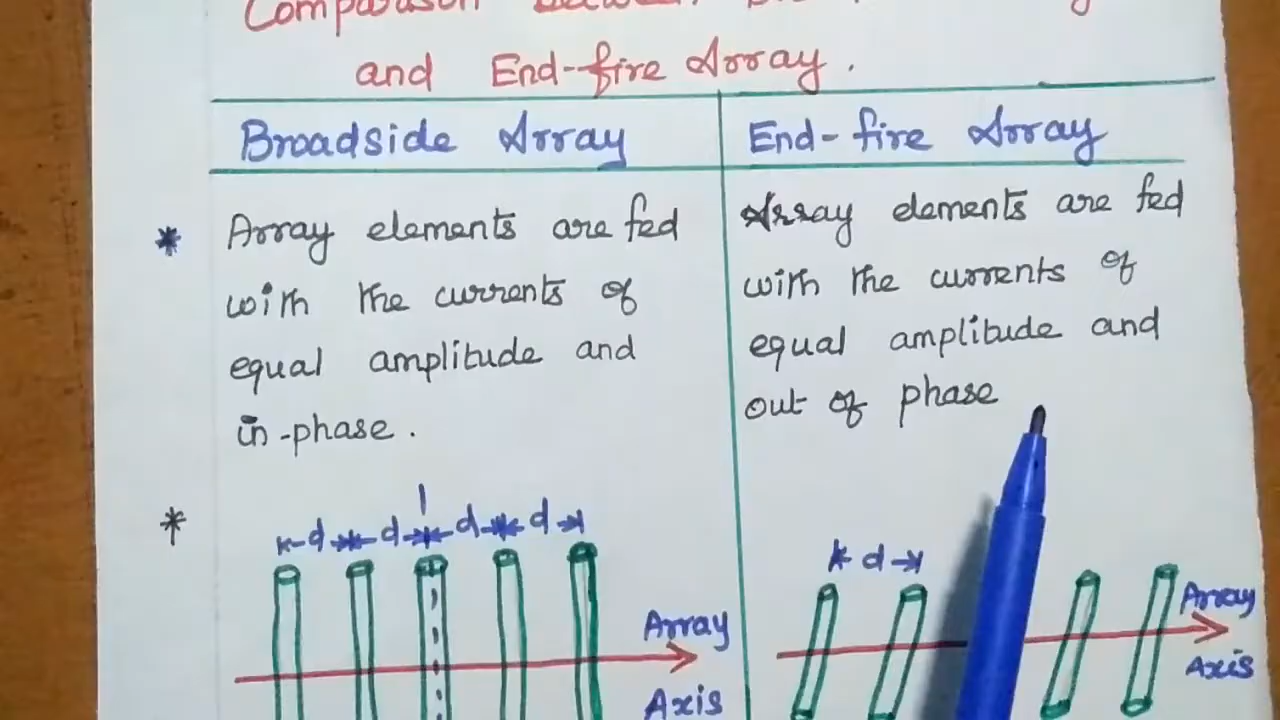 Comparison between
and End-fire Array.
Broadside Array
End-fire Array
* Array elements are fed
with the currents of
equal amplitude and
in-phase.
Array elements are fed
with the currents of
equal amplitude and
out of phase
*
d d d d
Array
Axis
d
Array
Axis